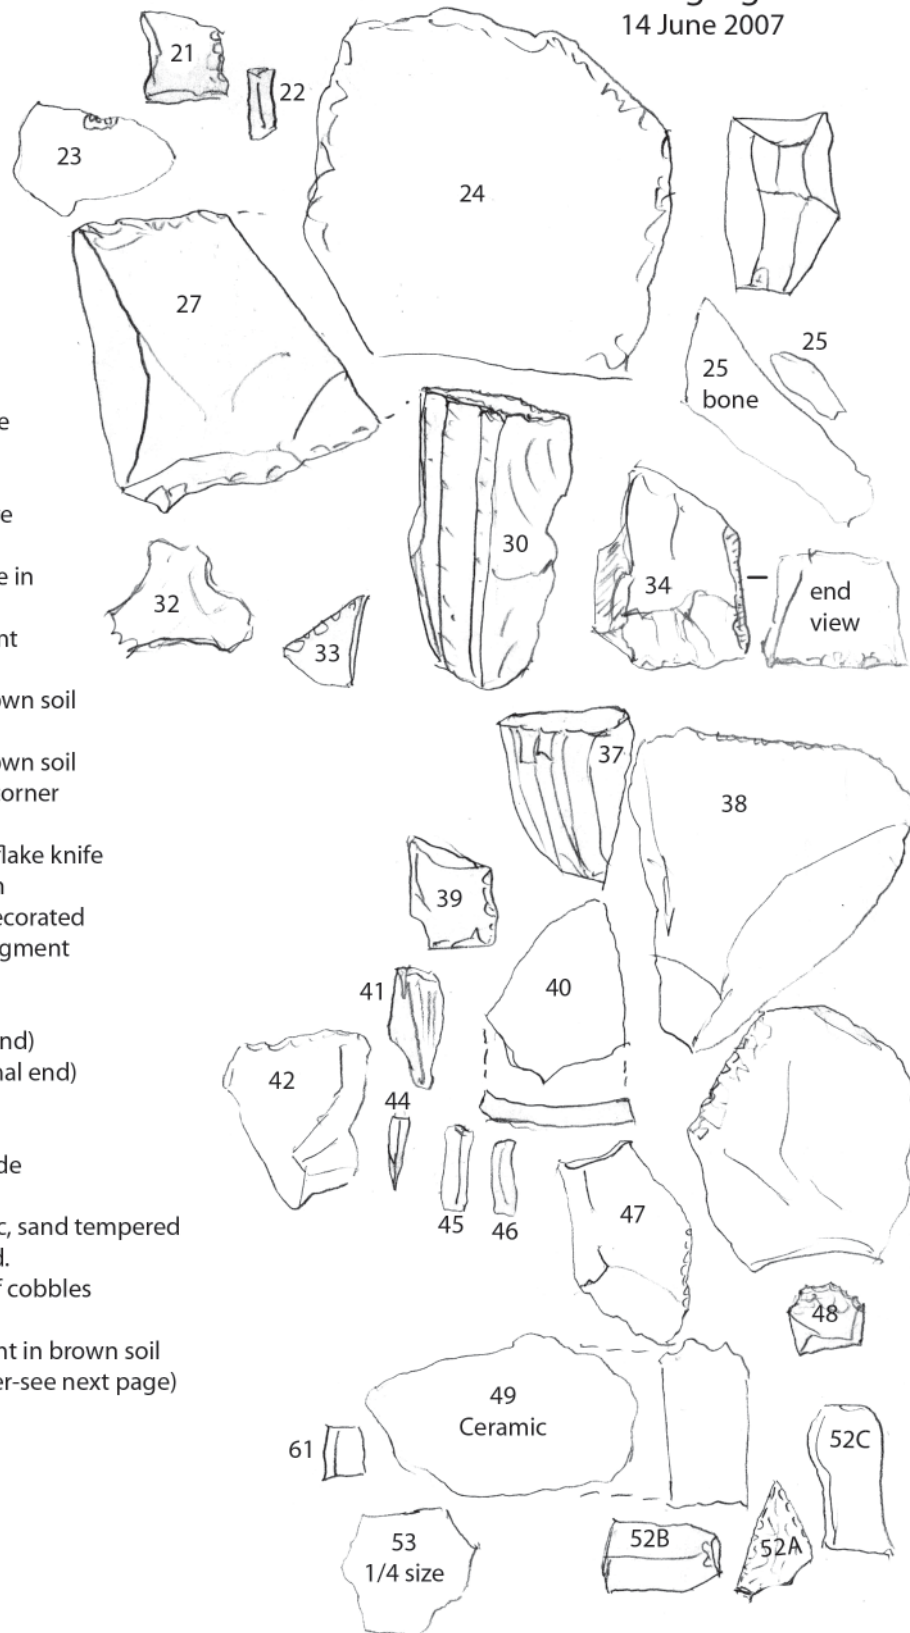 14 June 2007
21
22
23
24
27
25
25
bone
e
e
30
e in
34
end
view
32
nt
33
own soil
37
own soil
orner
38
flake knife
39
n
ecorated
gment
40
41
nd)
nal end)
42
44
de
45
46
47
c, sand tempered
d.
f cobbles
48
nt in brown soil
er-see next page)
49
Ceramic
61
52C
53
1/4 size
52B
52A